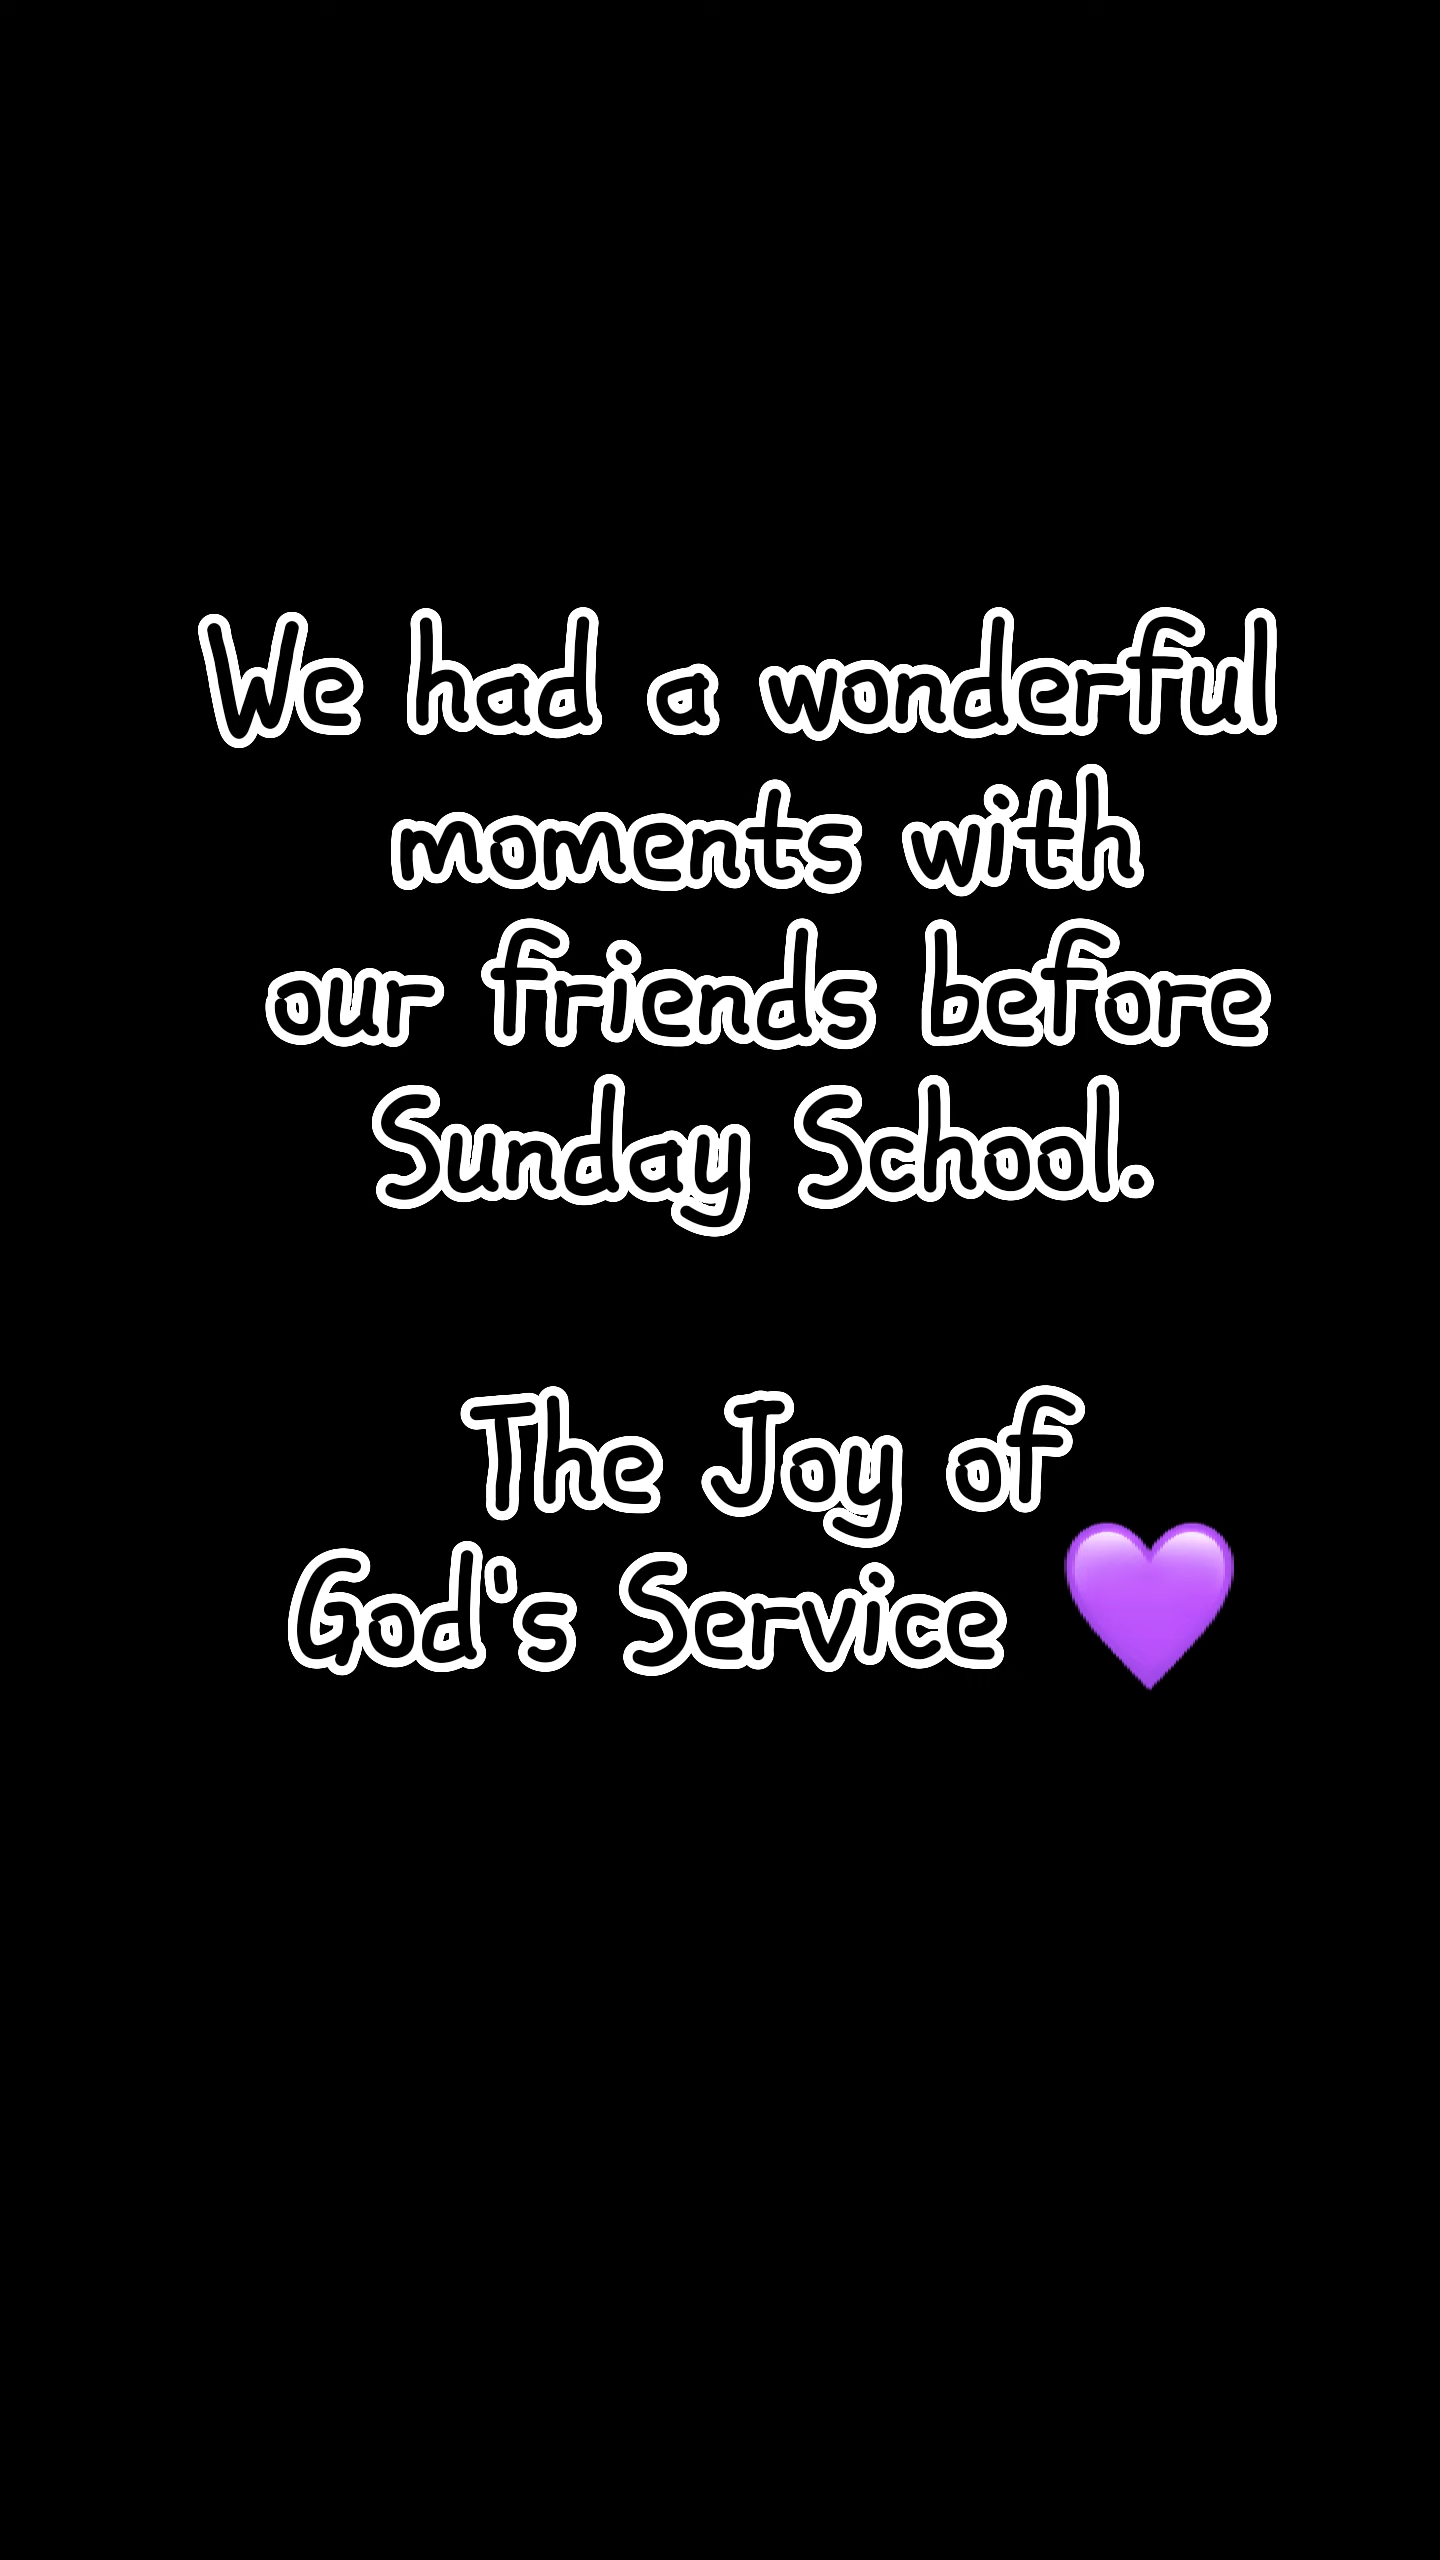 We had a wonderful
moments with
our friends before
Sunday School.
The Joy of
God's Service 💜